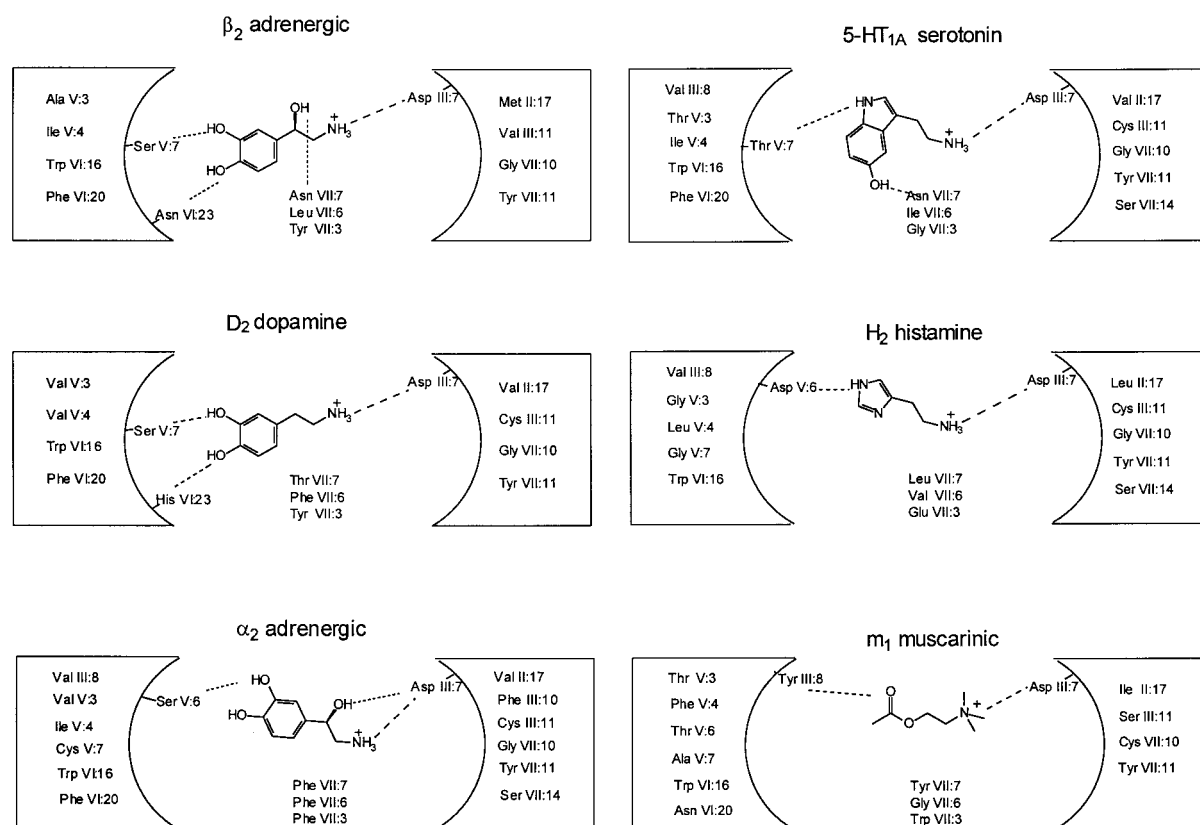 β2 adrenergic
Ala V:3
Ile V:4
Trp VI:16
Phe VI:20
Ser V:7
Asn VI:23
HO
HO
OH
+
NH3
Asp III:7
Asn VII:7
Leu VII:6
Tyr VII:3
Met II:17
Val III:11
Gly VII:10
Tyr VII:11
5-HT1A serotonin
Val III:8
Thr V:3
Ile V:4
Trp VI:16
Phe VI:20
Thr V:7
HN
OH
+
NH3
Asp III:7
Asn VII:7
Ile VII:6
Gly VII:3
Val II:17
Cys III:11
Gly VII:10
Tyr VII:11
Ser VII:14
D2 dopamine
Val V:3
Val V:4
Trp VI:16
Phe VI:20
Ser V:7
His VI:23
HO
HO
+
NH3
Asp III:7
Thr VII:7
Phe VII:6
Tyr VII:3
Val II:17
Cys III:11
Gly VII:10
Tyr VII:11
H2 histamine
Val III:8
Gly V:3
Leu V:4
Gly V:7
Trp VI:16
Asp V:6
HN
N
+
NH3
Asp III:7
Leu VII:7
Val VII:6
Glu VII:3
Leu II:17
Cys III:11
Gly VII:10
Tyr VII:11
Ser VII:14
α2 adrenergic
Val III:8
Val V:3
Ile V:4
Cys V:7
Trp VI:16
Phe VI:20
Ser V:6
HO
HO
OH
+
NH3
Asp III:7
Phe VII:7
Phe VII:6
Phe VII:3
Val II:17
Phe III:10
Cys III:11
Gly VII:10
Tyr VII:11
Ser VII:14
m1 muscarinic
Thr V:3
Phe V:4
Thr V:6
Ala V:7
Trp VI:16
Asn VI:20
Tyr III:8
O
O
N
+
Asp III:7
Tyr VII:7
Gly VII:6
Trp VII:3
Ile II:17
Ser III:11
Cys VII:10
Tyr VII:11